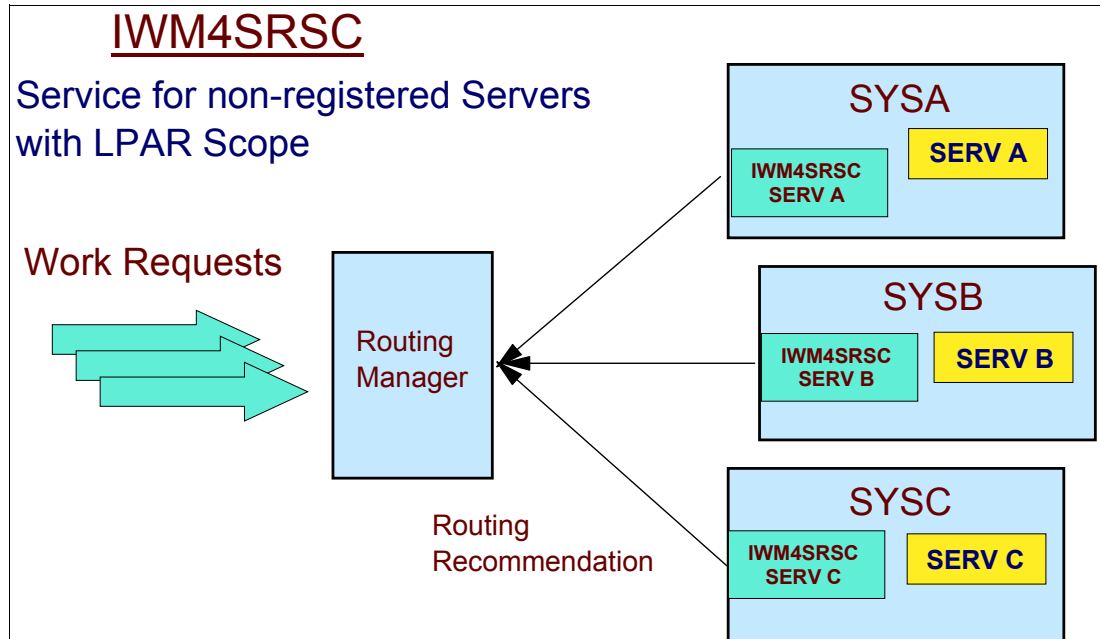 IWM4SRSC
Service for non-registered Servers
with LPAR Scope
Work Requests
Routing
Manager
Routing
Recommendation
SYSA
SERV A
IWM4SRSC
SERV A
SYSB
SERV B
IWM4SRSC
SERV B
SYSC
SERV C
IWM4SRSC
SERV C